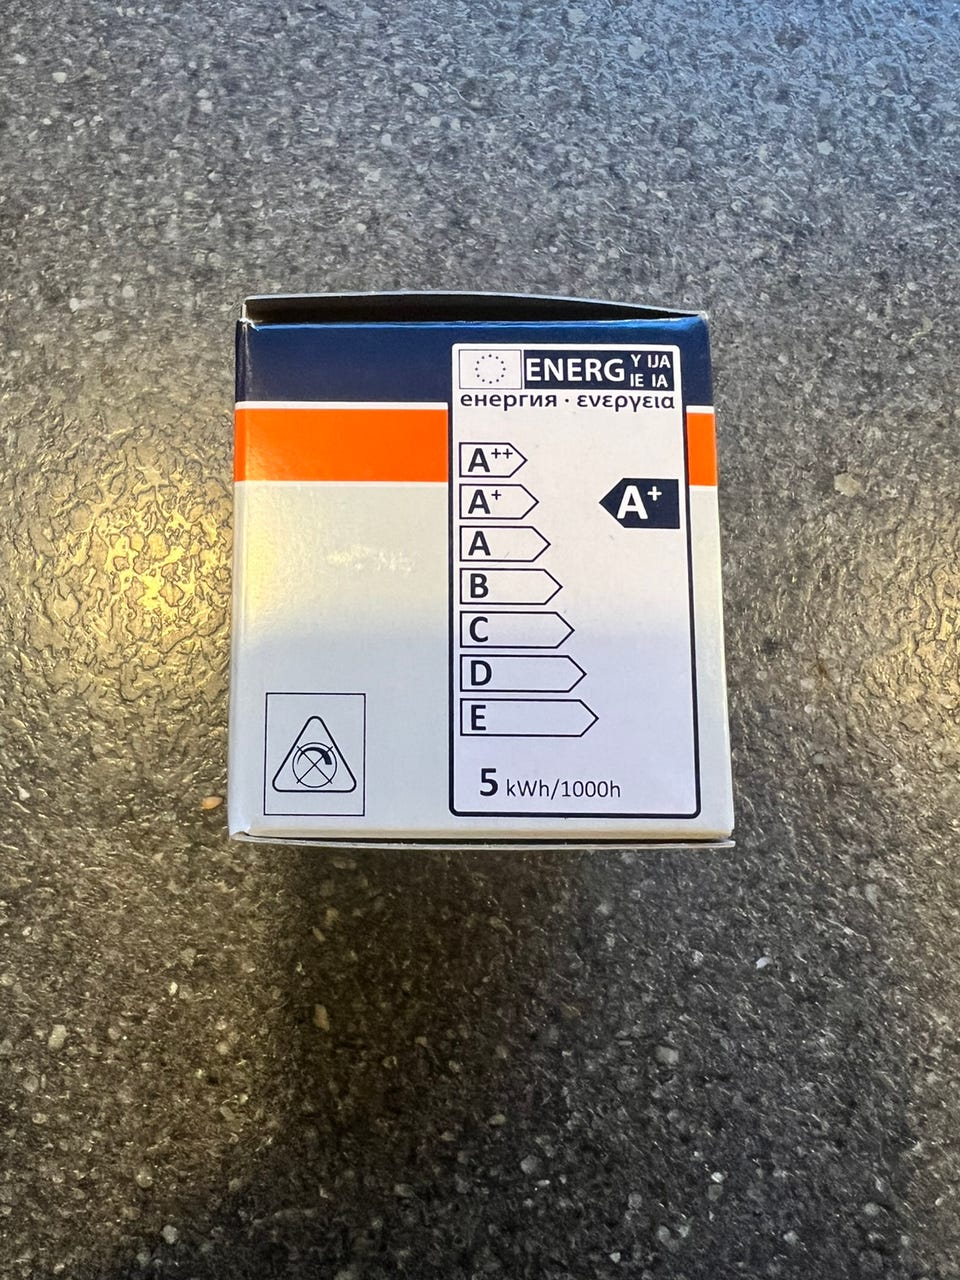 ENERG Y IJA
IE IA
енергия · ενεργεια
A++
A+
A+
A
B
C
D
E
5 kWh/1000h